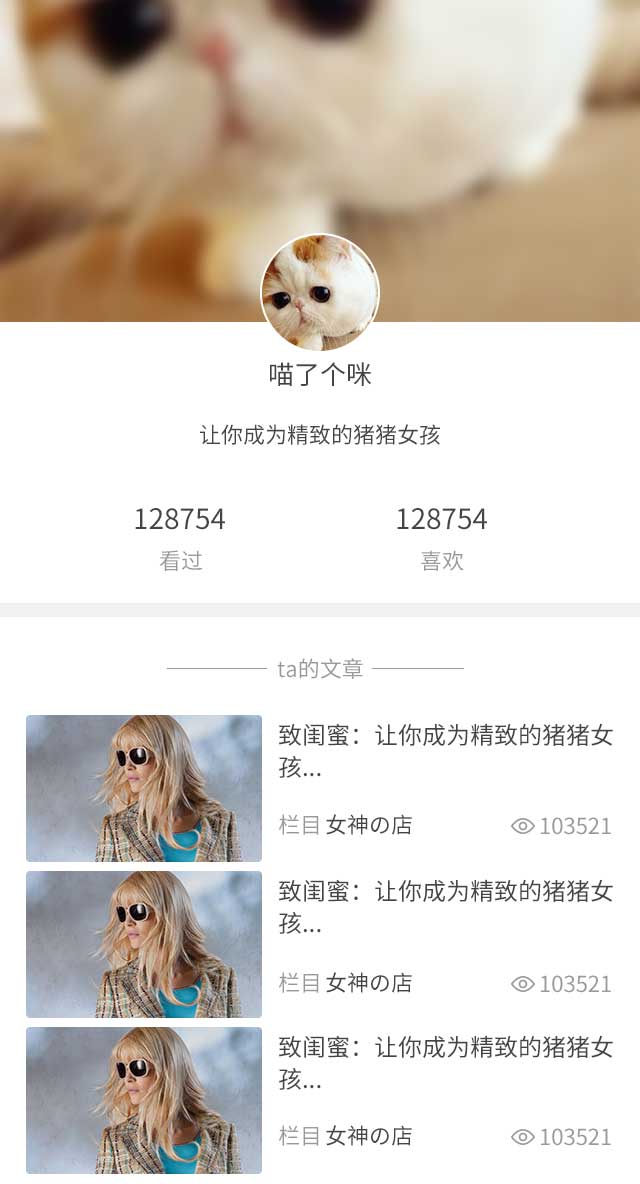 喵了个咪
让你成为精致的猪猪女孩
128754 128754
看过 喜欢
ta的文章
致闺蜜：让你成为精致的猪猪女
孩...
栏目 女神の店 103521
致闺蜜：让你成为精致的猪猪女
孩...
栏目 女神の店 103521
致闺蜜：让你成为精致的猪猪女
孩...
栏目 女神の店 103521